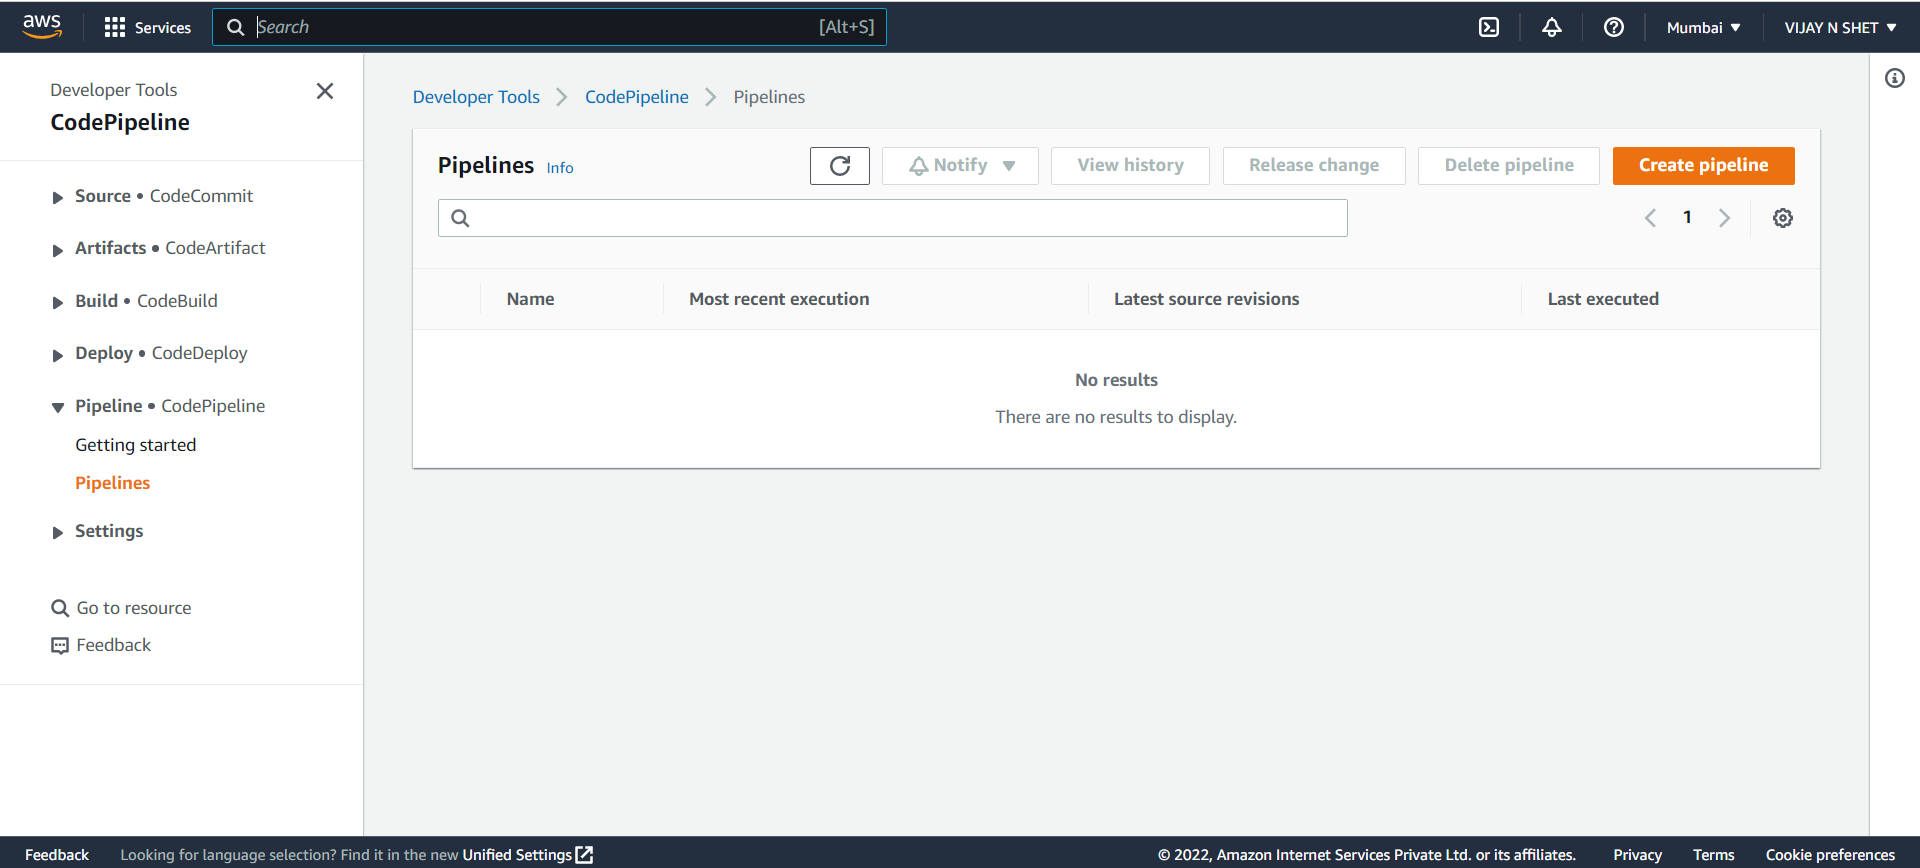 aws Services Search [Alt+S] Mumbai VIJAY N SHET
Developer Tools
CodePipeline
Source • CodeCommit
Artifacts • CodeArtifact
Build • CodeBuild
Deploy • CodeDeploy
Pipeline • CodePipeline
Getting started
Pipelines
Settings
Go to resource
Feedback
Developer Tools CodePipeline Pipelines
Pipelines Info Notify View history Release change Delete pipeline Create pipeline
1
Name Most recent execution Latest source revisions Last executed
No results
There are no results to display.
Feedback Looking for language selection? Find it in the new Unified Settings © 2022, Amazon Internet Services Private Ltd. or its affiliates. Privacy Terms Cookie preferences